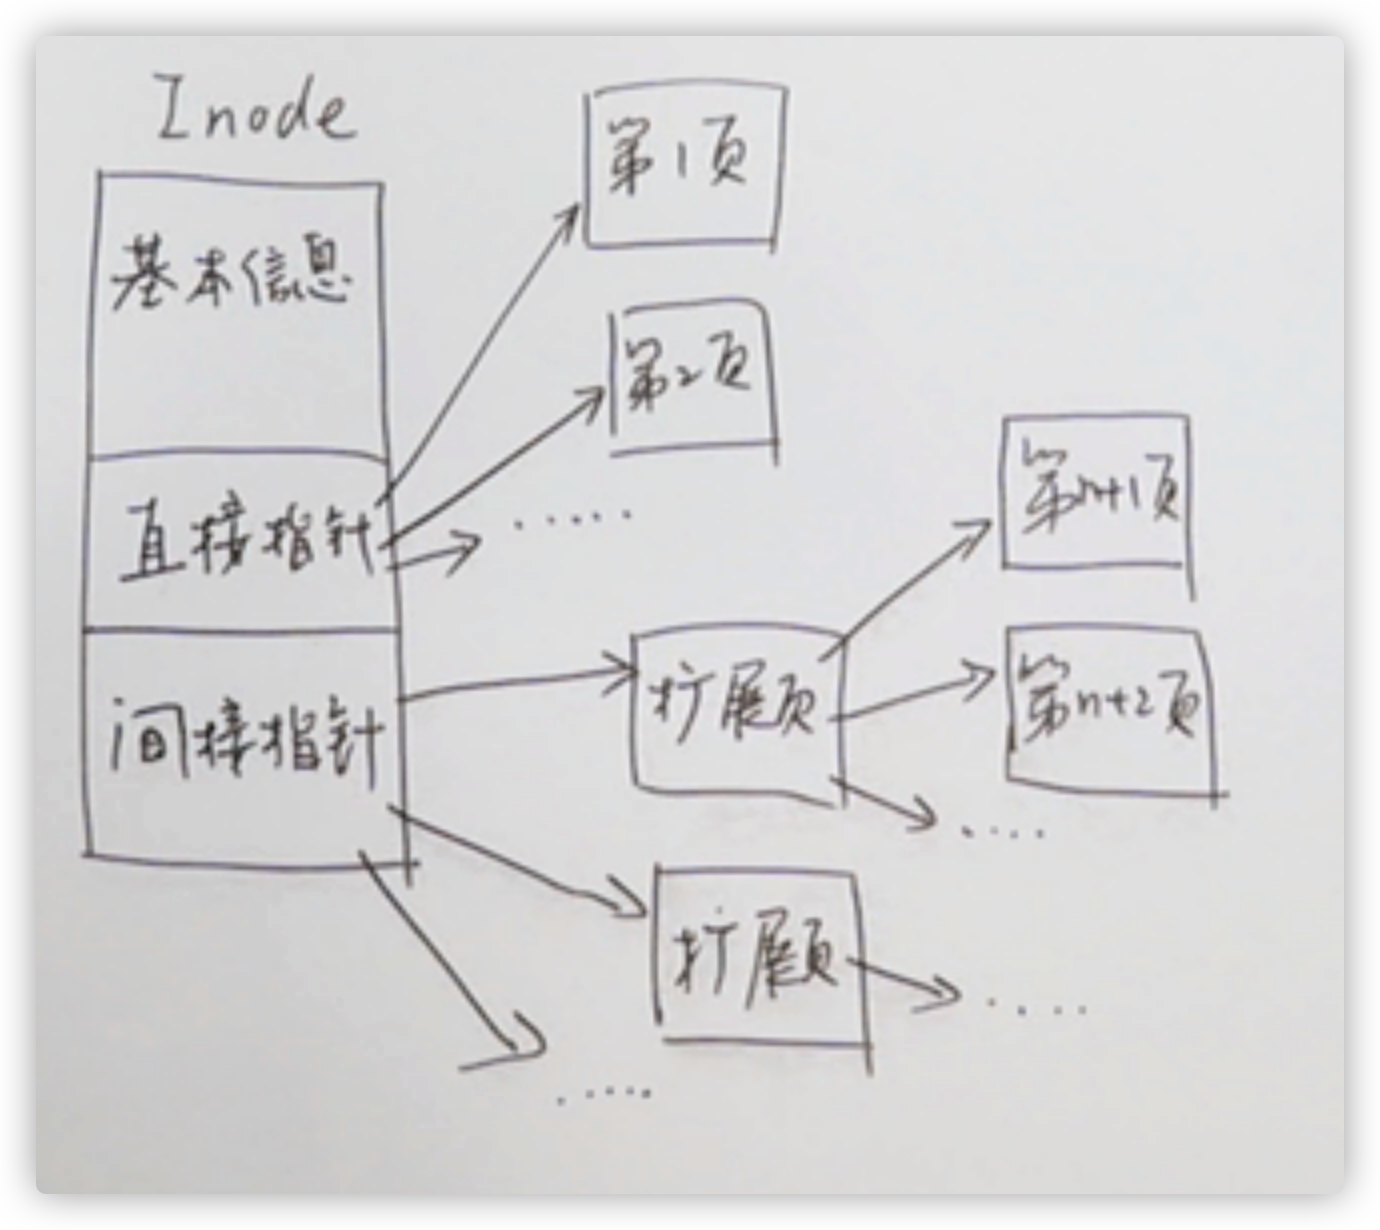 Inode
基本信息
直接指针
间接指针
第1页
第2页
.....
扩展页
第n+1页
第n+2页
....
扩展页
....
.....